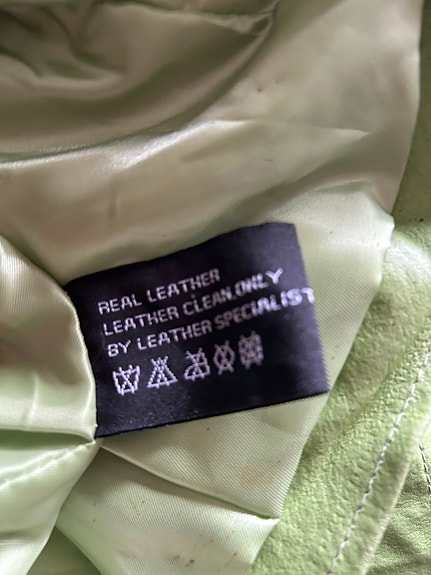 REAL LEATHER
LEATHER CLEAN.ONLY
BY LEATHER SPECIALIST